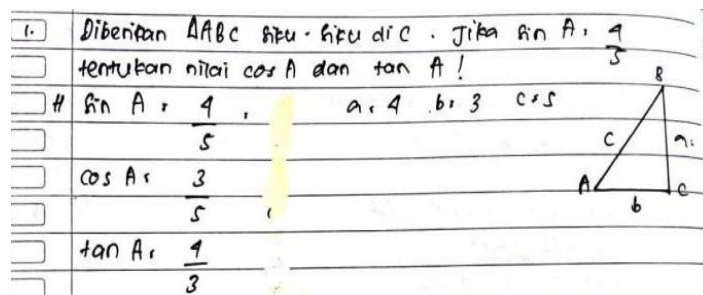 1. Diberikan ΔABC siku-siku di C. Jika sin A = 4/5
tentukan nilai cos A dan tan A!
# sin A = 4/5, a = 4 b = 3 c = 5
cos A = 3/5,
tan A = 4/3
B
c a =
A C
b